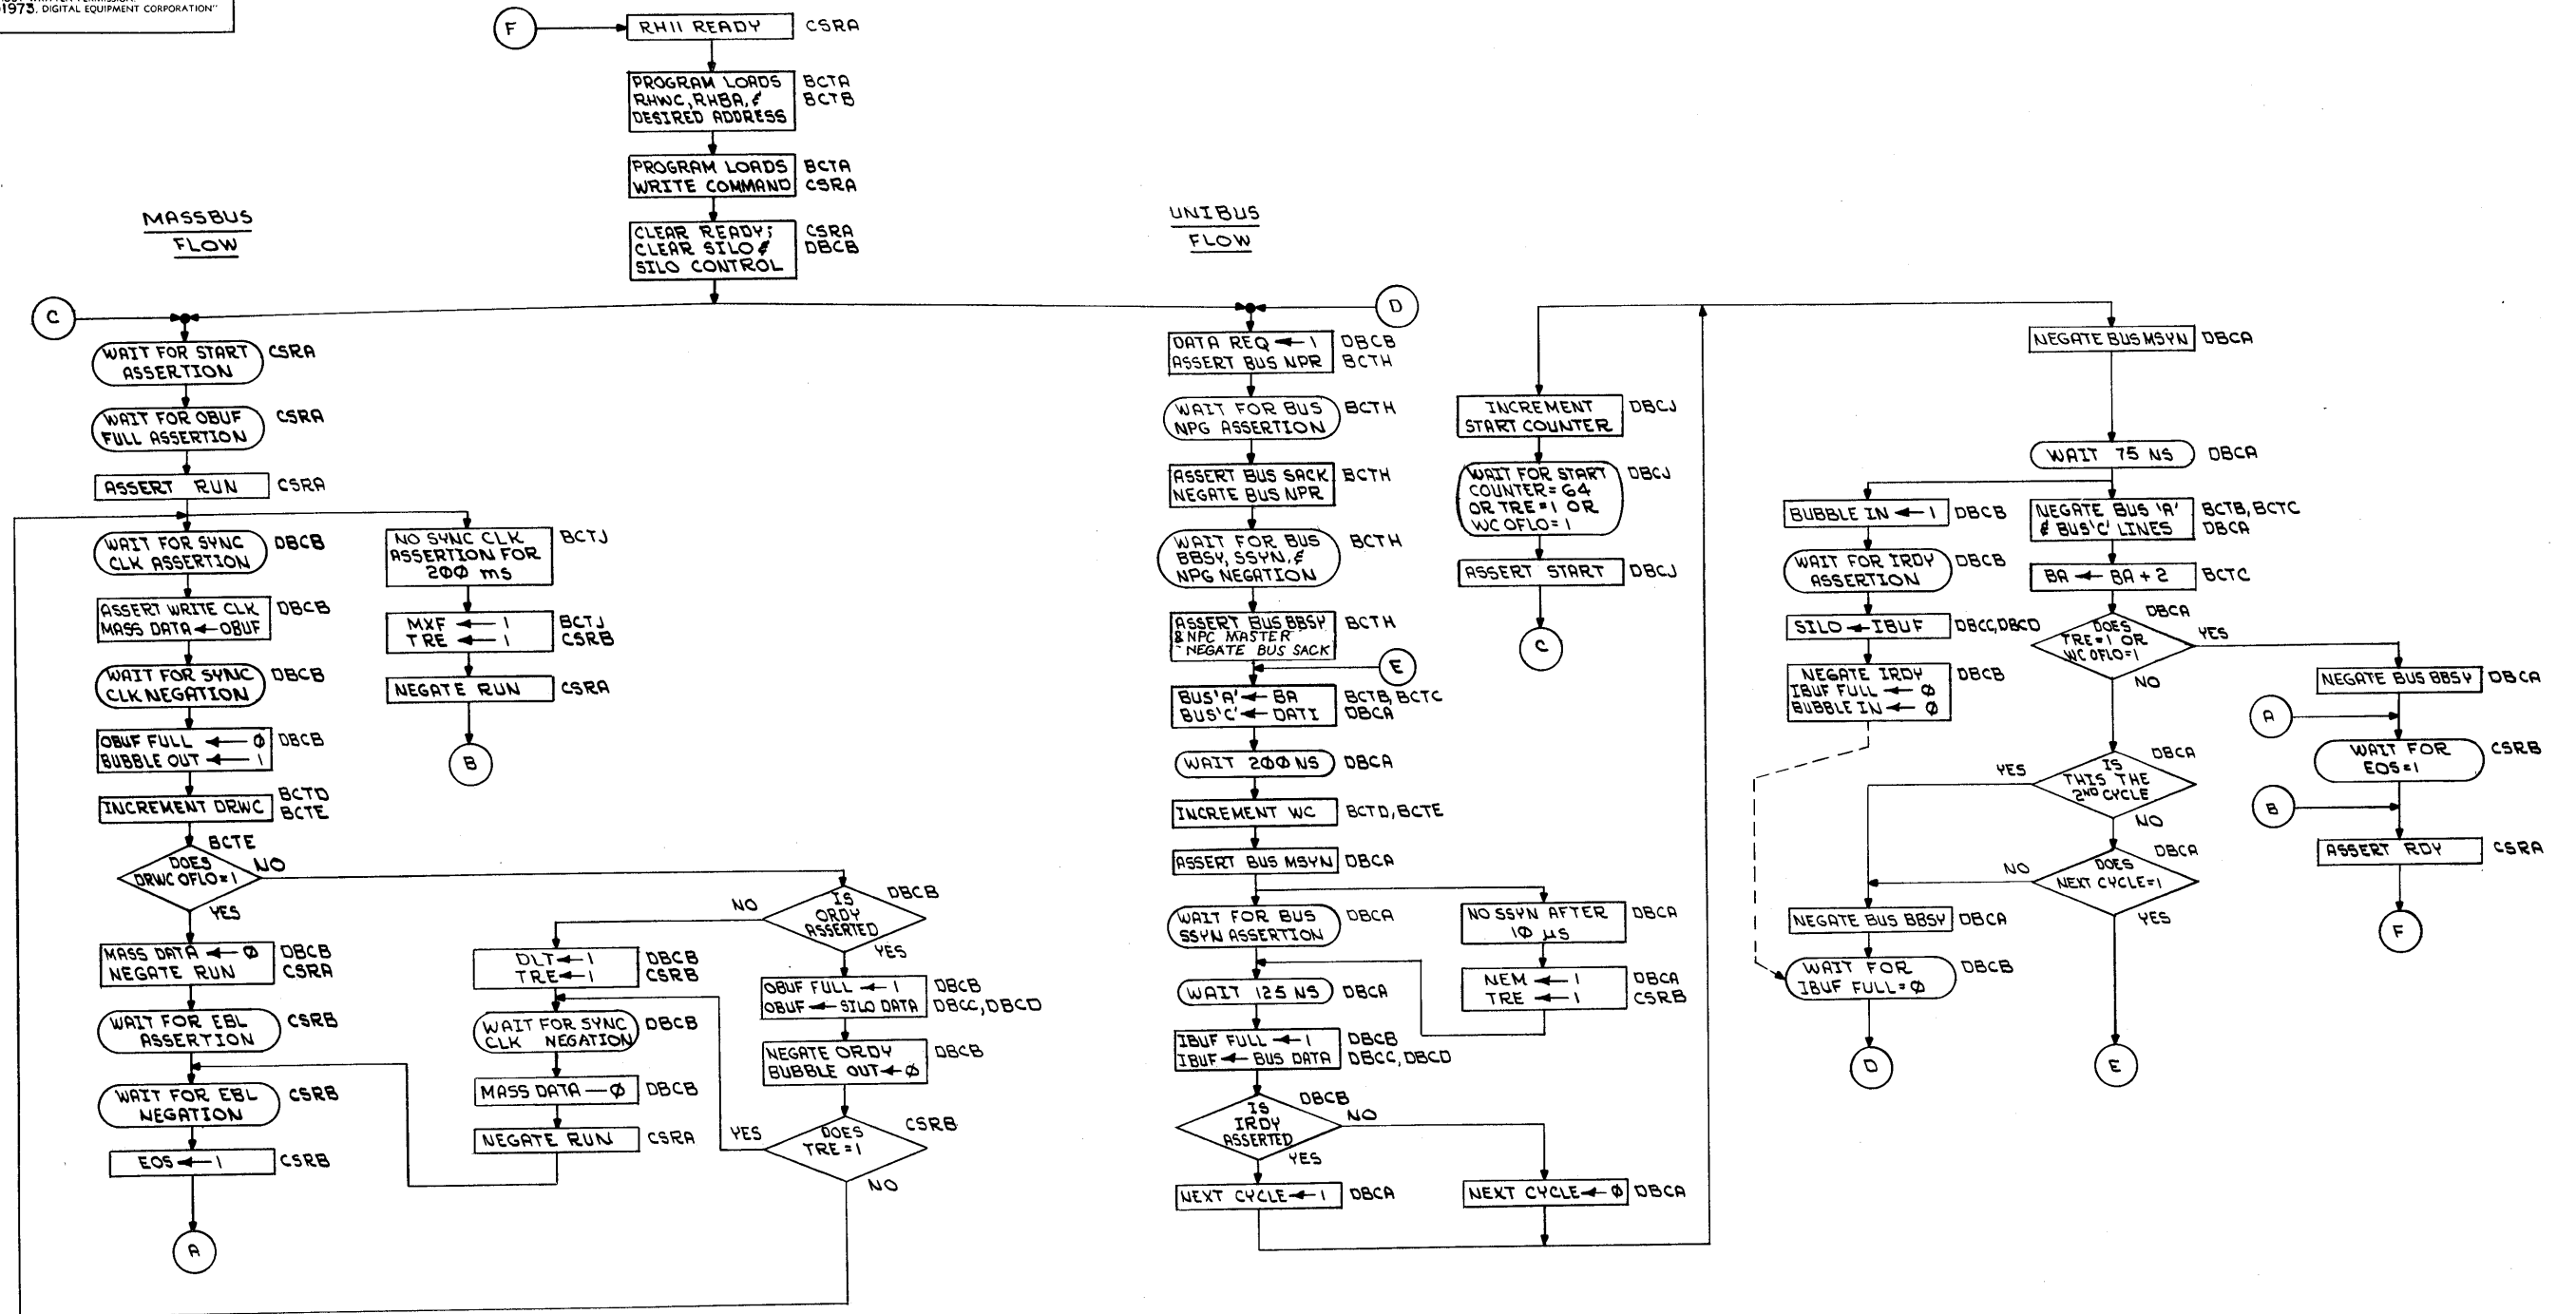 ©1973, DIGITAL EQUIPMENT CORPORATION"
F
RH11 READY
CSRA
PROGRAM LOADS
RHWC, RHBA, &
DESIRED ADDRESS
BCTA
BCTB
PROGRAM LOADS
WRITE COMMAND
BCTA
CSRA
CLEAR READY;
CLEAR SILO &
SILO CONTROL
CSRA
DBCB
MASSBUS
FLOW
C
WAIT FOR START
ASSERTION
CSRA
WAIT FOR OBUF
FULL ASSERTION
CSRA
ASSERT RUN
CSRA
WAIT FOR SYNC
CLK ASSERTION
DBCB
ASSERT WRITE CLK
MASS DATA ← OBUF
DBCB
WAIT FOR SYNC
CLK NEGATION
DBCB
OBUF FULL ← 0
BUBBLE OUT ← 1
DBCB
INCREMENT DRWC
BCTD
BCTE
DOES
DRWC OFLO=1
BCTE
NO
YES
MASS DATA ← 0
NEGATE RUN
DBCB
CSRA
WAIT FOR EBL
ASSERTION
CSRB
WAIT FOR EBL
NEGATION
CSRB
EOS ← 1
CSRB
A
NO SYNC CLK
ASSERTION FOR
200 ms
BCTJ
MXF ← 1
TRE ← 1
BCTJ
CSRB
NEGATE RUN
CSRA
B
IS
ORDY
ASSERTED
DBCB
NO
YES
DLT ← 1
TRE ← 1
DBCB
CSRB
WAIT FOR SYNC
CLK NEGATION
DBCB
MASS DATA — 0
DBCB
NEGATE RUN
CSRA
OBUF FULL ← 1
OBUF ← SILO DATA
DBCB
DBCC, DBCD
NEGATE ORDY
BUBBLE OUT ← 0
DBCB
DOES
TRE=1
CSRB
YES
NO
UNIBUS
FLOW
D
DATA REQ ← 1
ASSERT BUS NPR
DBCB
BCTH
WAIT FOR BUS
NPG ASSERTION
BCTH
ASSERT BUS SACK
NEGATE BUS NPR
BCTH
WAIT FOR BUS
BBSY, SSYN, &
NPG NEGATION
BCTH
ASSERT BUS BBSY
& NPC MASTER
NEGATE BUS SACK
BCTH
E
BUS'A' ← BA
BUS'C' ← DATI
BCTB, BCTC
DBCA
WAIT 200 NS
DBCA
INCREMENT WC
BCTD, BCTE
ASSERT BUS MSYN
DBCA
WAIT FOR BUS
SSYN ASSERTION
DBCA
WAIT 125 NS
DBCA
IBUF FULL ← 1
IBUF ← BUS DATA
DBCB
DBCC, DBCD
IS
IRDY
ASSERTED
DBCB
NO
YES
NEXT CYCLE ← 1
DBCA
NO SSYN AFTER
10 µS
DBCA
NEM ← 1
TRE ← 1
DBCA
CSRB
NEXT CYCLE ← 0
DBCA
INCREMENT
START COUNTER
DBCJ
WAIT FOR START
COUNTER = 64
OR TRE=1 OR
WC OFLO=1
DBCJ
ASSERT START
DBCJ
C
NEGATE BUS MSYN
DBCA
WAIT 75 NS
DBCA
BUBBLE IN ← 1
DBCB
WAIT FOR IRDY
ASSERTION
DBCB
SILO ← IBUF
DBCC, DBCD
NEGATE IRDY
IBUF FULL ← 0
BUBBLE IN ← 0
DBCB
NEGATE BUS 'A'
& BUS'C' LINES
BCTB, BCTC
DBCA
BA ← BA + 2
BCTC
DOES
TRE=1 OR
WC OFLO=1
DBCA
YES
NO
IS
THIS THE
2ND CYCLE
DBCA
YES
NO
DOES
NEXT CYCLE=1
DBCA
NO
YES
NEGATE BUS BBSY
DBCA
WAIT FOR
IBUF FULL=0
DBCB
D
E
NEGATE BUS BBSY
DBCA
A
WAIT FOR
EOS=1
CSRB
B
ASSERT RDY
CSRA
F